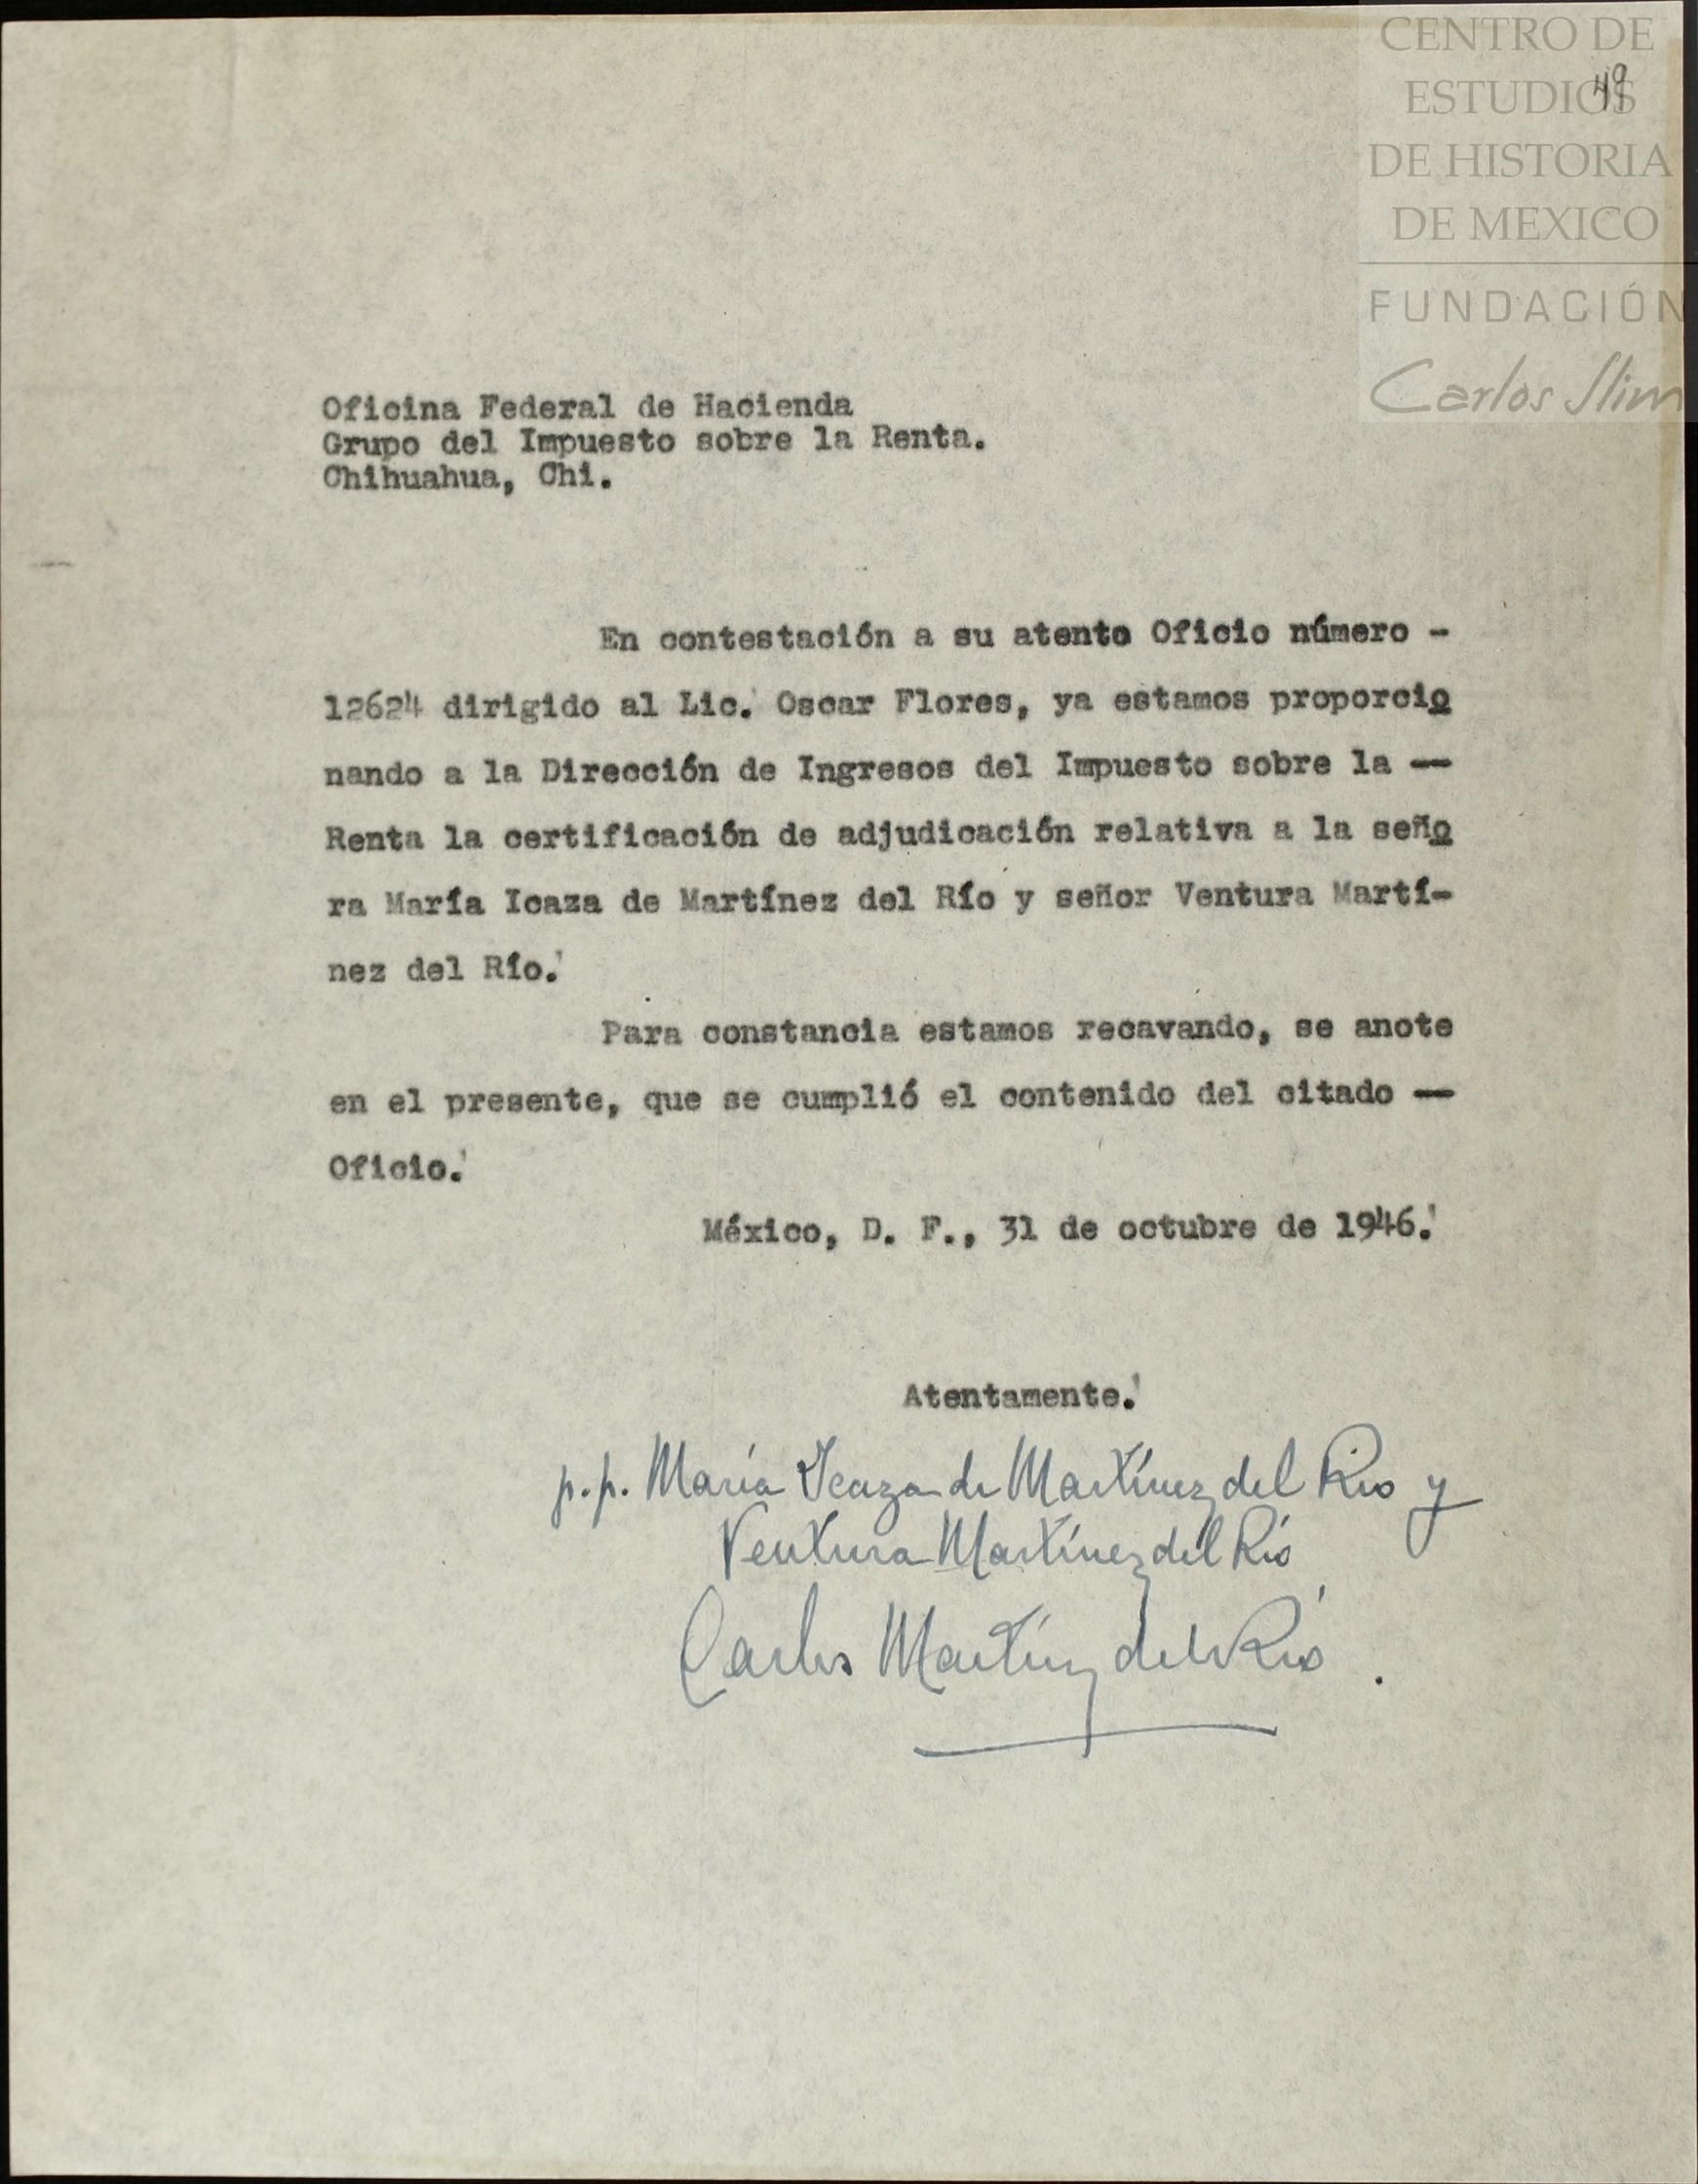 CENTRO DE
ESTUDIOS
49
DE HISTORIA
DE MEXICO
FUNDACIÓN
Carlos Slim
Oficina Federal de Hacienda
Grupo del Impuesto sobre la Renta.
Chihuahua, Chi.
En contestación a su atento Oficio número -
12624 dirigido al Lic. Oscar Flores, ya estamos proporcio
nando a la Dirección de Ingresos del Impuesto sobre la --
Renta la certificación de adjudicación relativa a la seño
ra María Icaza de Martínez del Río y señor Ventura Martí-
nez del Río.
Para constancia estamos recavando, se anote
en el presente, que se cumplió el contenido del citado --
Oficio.
México, D. F., 31 de octubre de 1946.
Atentamente.
p.p. María Icaza de Martínez del Río y
Ventura Martínez del Río
Carlos Martínez del Río.